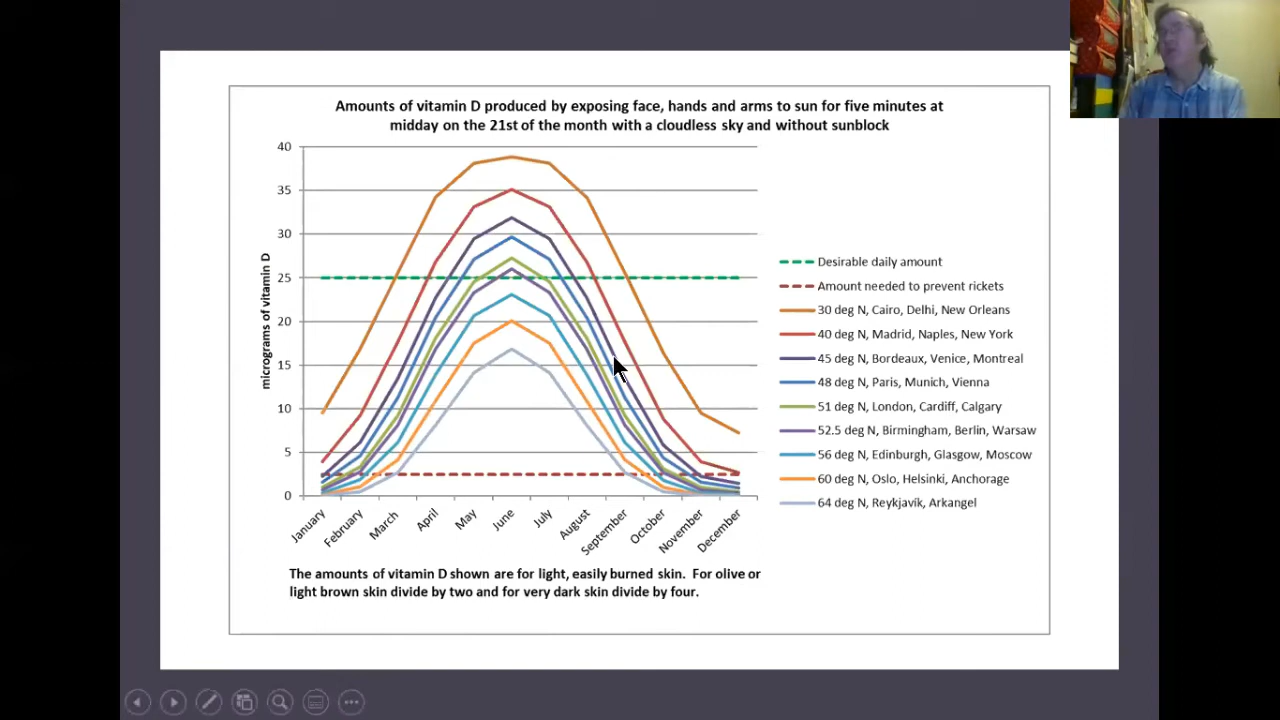 Amounts of vitamin D produced by exposing face, hands and arms to sun for five minutes at
midday on the 21st of the month with a cloudless sky and without sunblock
micrograms of vitamin D
40
35
30
25
20
15
10
5
0
January
February
March
April
May
June
July
August
September
October
November
December
Desirable daily amount
Amount needed to prevent rickets
30 deg N, Cairo, Delhi, New Orleans
40 deg N, Madrid, Naples, New York
45 deg N, Bordeaux, Venice, Montreal
48 deg N, Paris, Munich, Vienna
51 deg N, London, Cardiff, Calgary
52.5 deg N, Birmingham, Berlin, Warsaw
56 deg N, Edinburgh, Glasgow, Moscow
60 deg N, Oslo, Helsinki, Anchorage
64 deg N, Reykjavík, Arkangel
The amounts of vitamin D shown are for light, easily burned skin. For olive or
light brown skin divide by two and for very dark skin divide by four.